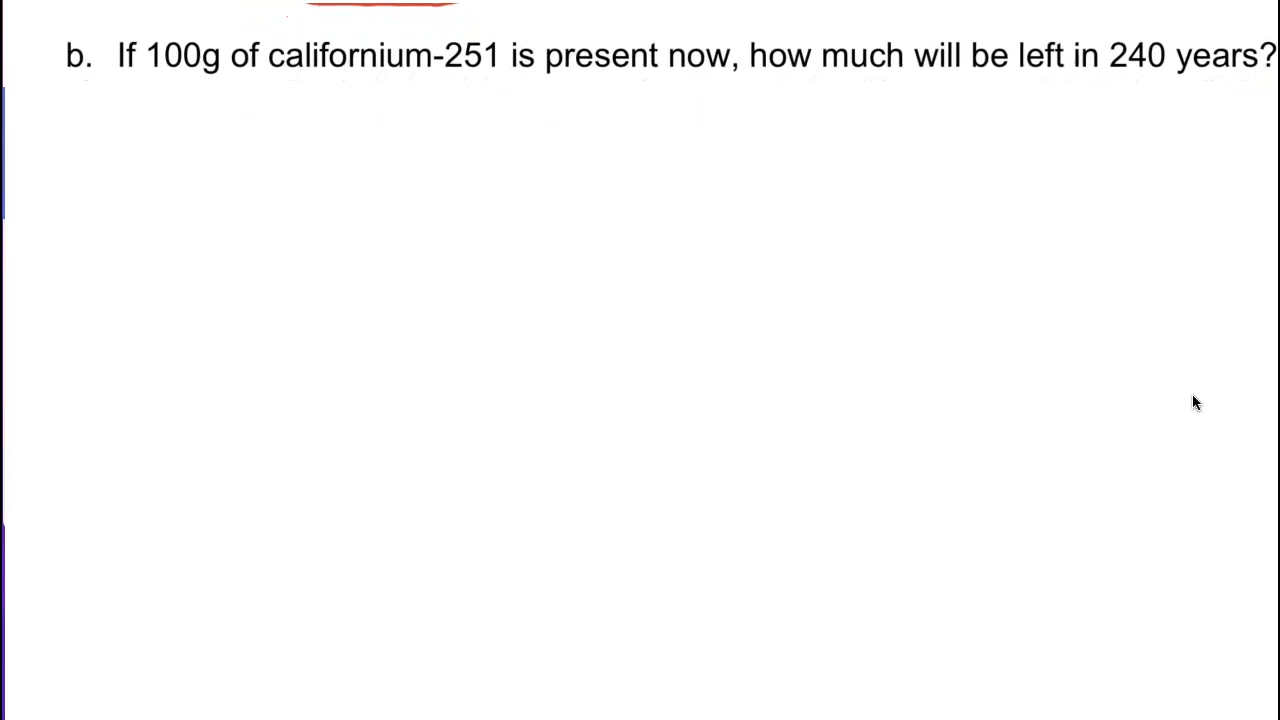 b. If 100g of californium-251 is present now, how much will be left in 240 years?